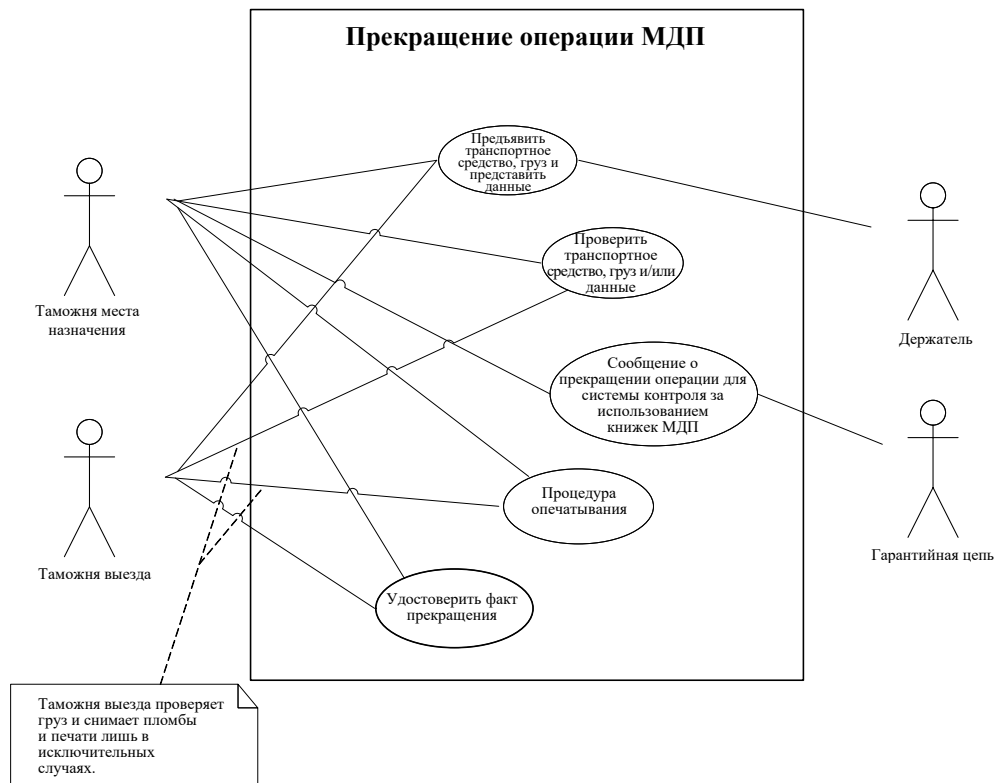 Прекращение операции МДП
Предъявить
транспортное
средство, груз и
представить
данные
Проверить
транспортное
средство, груз и/или
данные
Таможня места
назначения
Держатель
Сообщение о
прекращении операции для
системы контроля за
использованием
книжек МДП
Процедура
опечатывания
Таможня выезда
Гарантийная цепь
Удостоверить факт
прекращения
Таможня выезда проверяет
груз и снимает пломбы
и печати лишь в
исключительных
случаях.